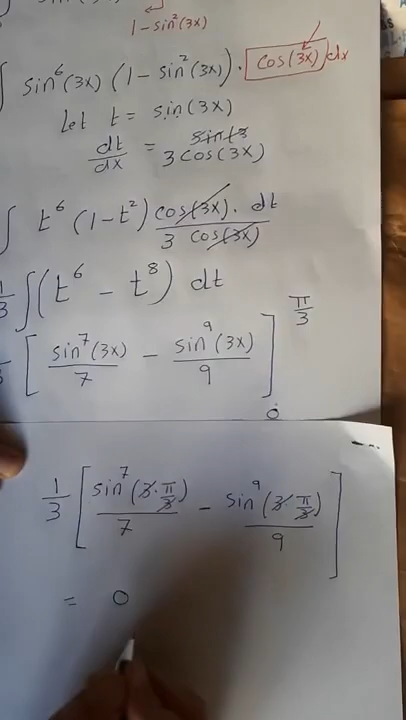 1-sin²(3x)
∫ sin⁶(3x) (1-sin²(3x)) · cos(3x) dx
Let t = sin(3x)
dt/dx = 3cos(3x)
∫ t⁶ (1-t²) cos(3x) . dt / 3 cos(3x)
1/3 ∫(t⁶ - t⁸) dt
[ sin⁷(3x)/7 - sin⁹(3x)/9 ]₀^(π/3)
1/3 [ sin⁷(3·π/3)/7 - sin⁹(3·π/3)/9 ]
= 0